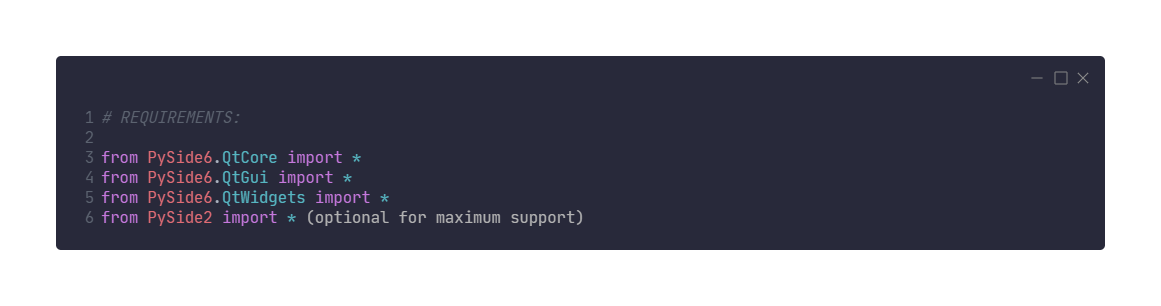 1 # REQUIREMENTS:
2
3 from PySide6.QtCore import *
4 from PySide6.QtGui import *
5 from PySide6.QtWidgets import *
6 from PySide2 import * (optional for maximum support)